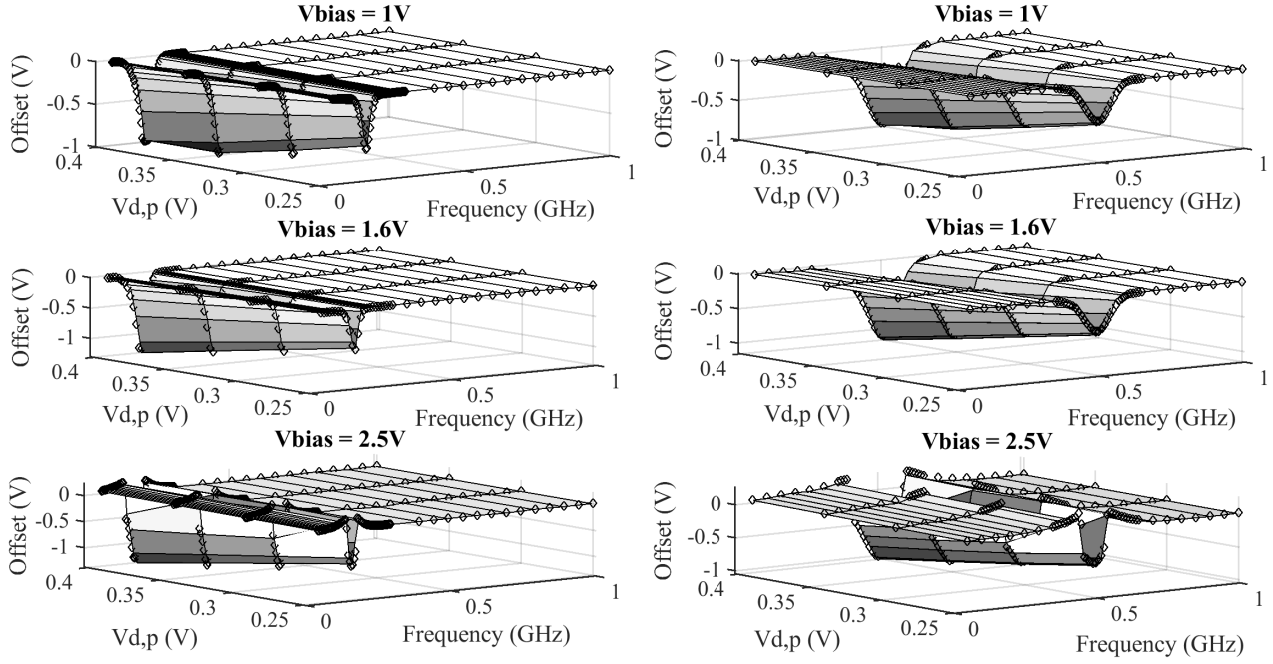 Vbias = 1V
Offset (V)
0
-0.5
-1
0.4
0.35
0.3
0.25
Vd,p (V)
0
0.5
1
Frequency (GHz)
Vbias = 1V
Offset (V)
0
-0.5
-1
0.4
0.35
0.3
0.25
Vd,p (V)
0
0.5
1
Frequency (GHz)
Vbias = 1.6V
Offset (V)
0
-0.5
-1
0.4
0.35
0.3
0.25
Vd,p (V)
0
0.5
1
Frequency (GHz)
Vbias = 1.6V
Offset (V)
0
-0.5
-1
0.4
0.35
0.3
0.25
Vd,p (V)
0
0.5
1
Frequency (GHz)
Vbias = 2.5V
Offset (V)
0
-0.5
-1
0.4
0.35
0.3
0.25
Vd,p (V)
0
0.5
1
Frequency (GHz)
Vbias = 2.5V
Offset (V)
0
-0.5
-1
0.4
0.35
0.3
0.25
Vd,p (V)
0
0.5
1
Frequency (GHz)